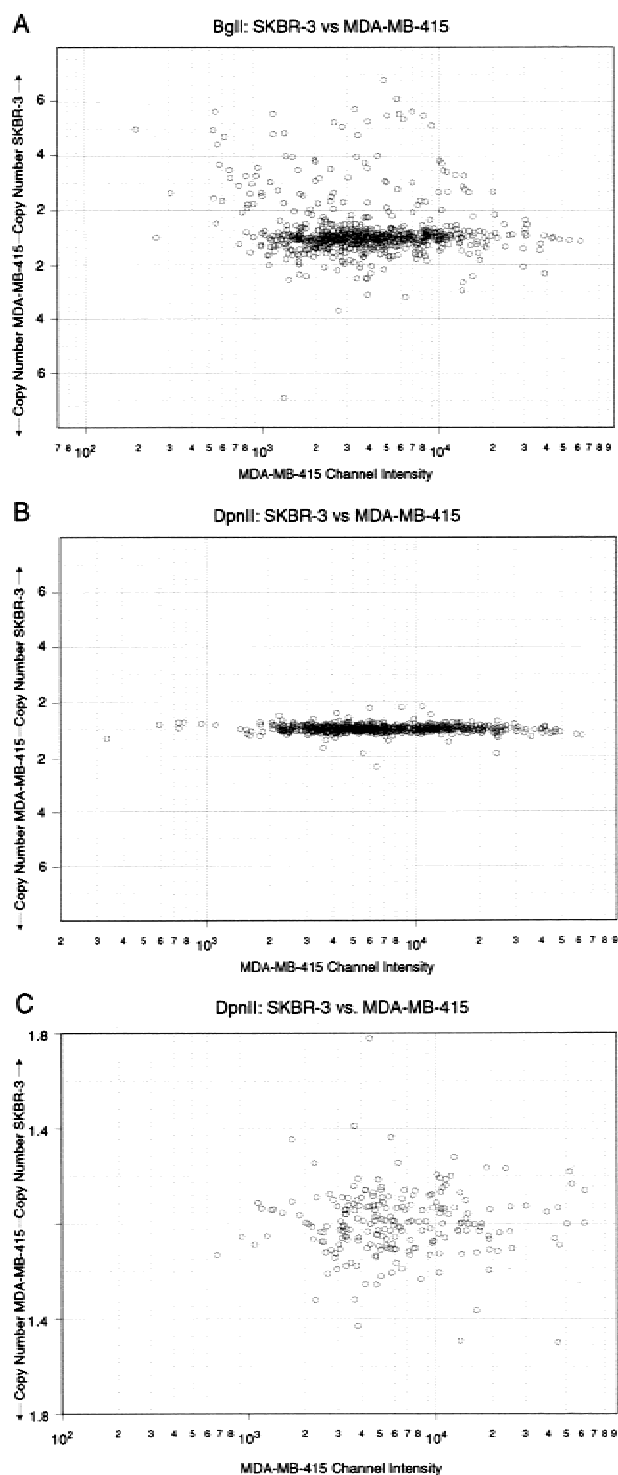 A
BglII: SKBR-3 vs MDA-MB-415
← Copy Number MDA-MB-415 – Copy Number SKBR-3 →
6
4
2
2
4
6
7 8 10² 2 3 4 5 6 7 8 10³ 2 3 4 5 6 7 8 10⁴ 2 3 4 5 6 7 8 9
MDA-MB-415 Channel Intensity
B
DpnII: SKBR-3 vs MDA-MB-415
← Copy Number MDA-MB-415 – Copy Number SKBR-3 →
6
4
2
2
4
6
2 3 4 5 6 7 8 10³ 2 3 4 5 6 7 8 10⁴ 2 3 4 5 6 7 8 9
MDA-MB-415 Channel Intensity
C
DpnII: SKBR-3 vs. MDA-MB-415
← Copy Number MDA-MB-415 – Copy Number SKBR-3 →
1.8
1.4
1.4
1.8
10² 2 3 4 5 6 7 8 10³ 2 3 4 5 6 7 8 10⁴ 2 3 4 5 6 7 8 9
MDA-MB-415 Channel Intensity